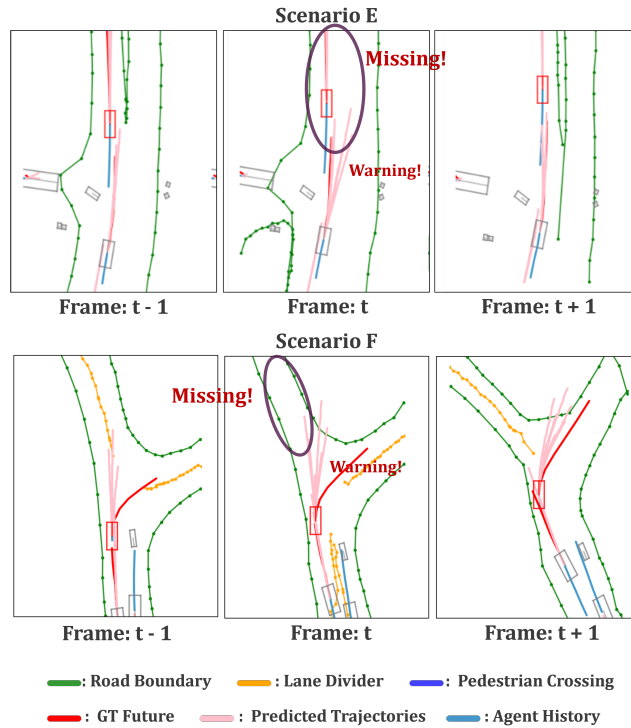 Scenario E
Missing!
Warning!
Frame: t - 1
Frame: t
Frame: t + 1
Scenario F
Missing!
Warning!
Frame: t - 1
Frame: t
Frame: t + 1
: Road Boundary
: Lane Divider
: Pedestrian Crossing
: GT Future
: Predicted Trajectories
: Agent History